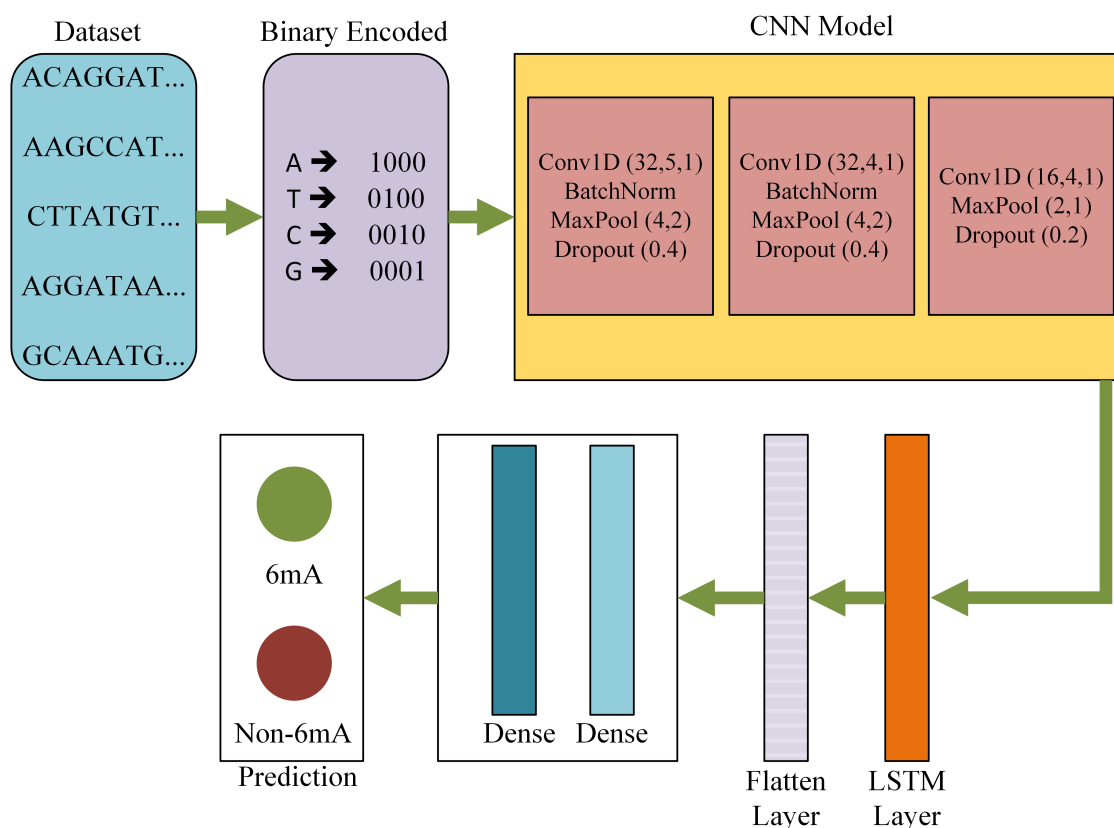 Dataset
ACAGGAT...
AAGCCAT...
CTTATGT...
AGGATAA...
GCAAATG...
Binary Encoded
A ➔ 1000
T ➔ 0100
C ➔ 0010
G ➔ 0001
CNN Model
Conv1D (32,5,1)
BatchNorm
MaxPool (4,2)
Dropout (0.4)
Conv1D (32,4,1)
BatchNorm
MaxPool (4,2)
Dropout (0.4)
Conv1D (16,4,1)
MaxPool (2,1)
Dropout (0.2)
6mA
Non-6mA
Prediction
Dense
Dense
Flatten
Layer
LSTM
Layer